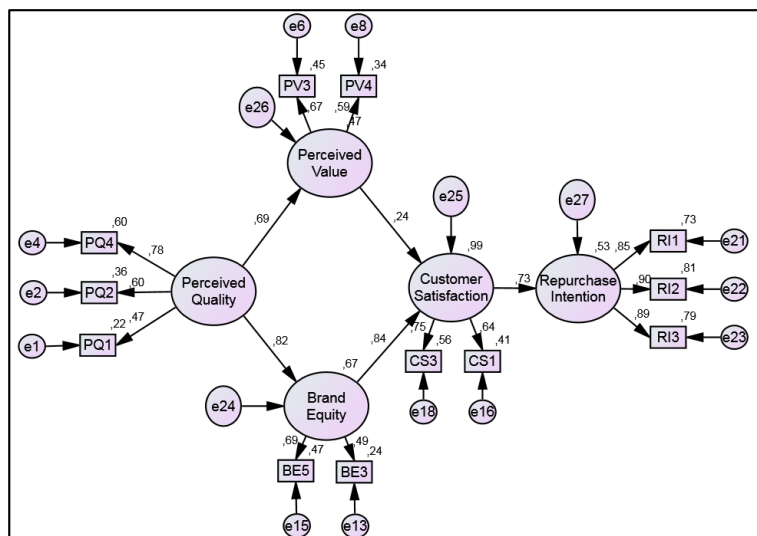 e6
e8
,45
,34
PV3
PV4
,67
,59
,47
e26
Perceived
Value
e25
e27
,69
,24
,60
e4
PQ4
,78
,99
,53
,85
,73
RI1
e21
,36
e2
PQ2
,60
Perceived
Quality
Customer
Satisfaction
,73
Repurchase
Intention
,90
,81
RI2
e22
,22
,47
e1
PQ1
,89
,79
RI3
e23
,82
,84
,75
,56
,64
,41
CS3
CS1
,67
e24
Brand
Equity
e18
e16
,69
,47
,49
,24
BE5
BE3
e15
e13